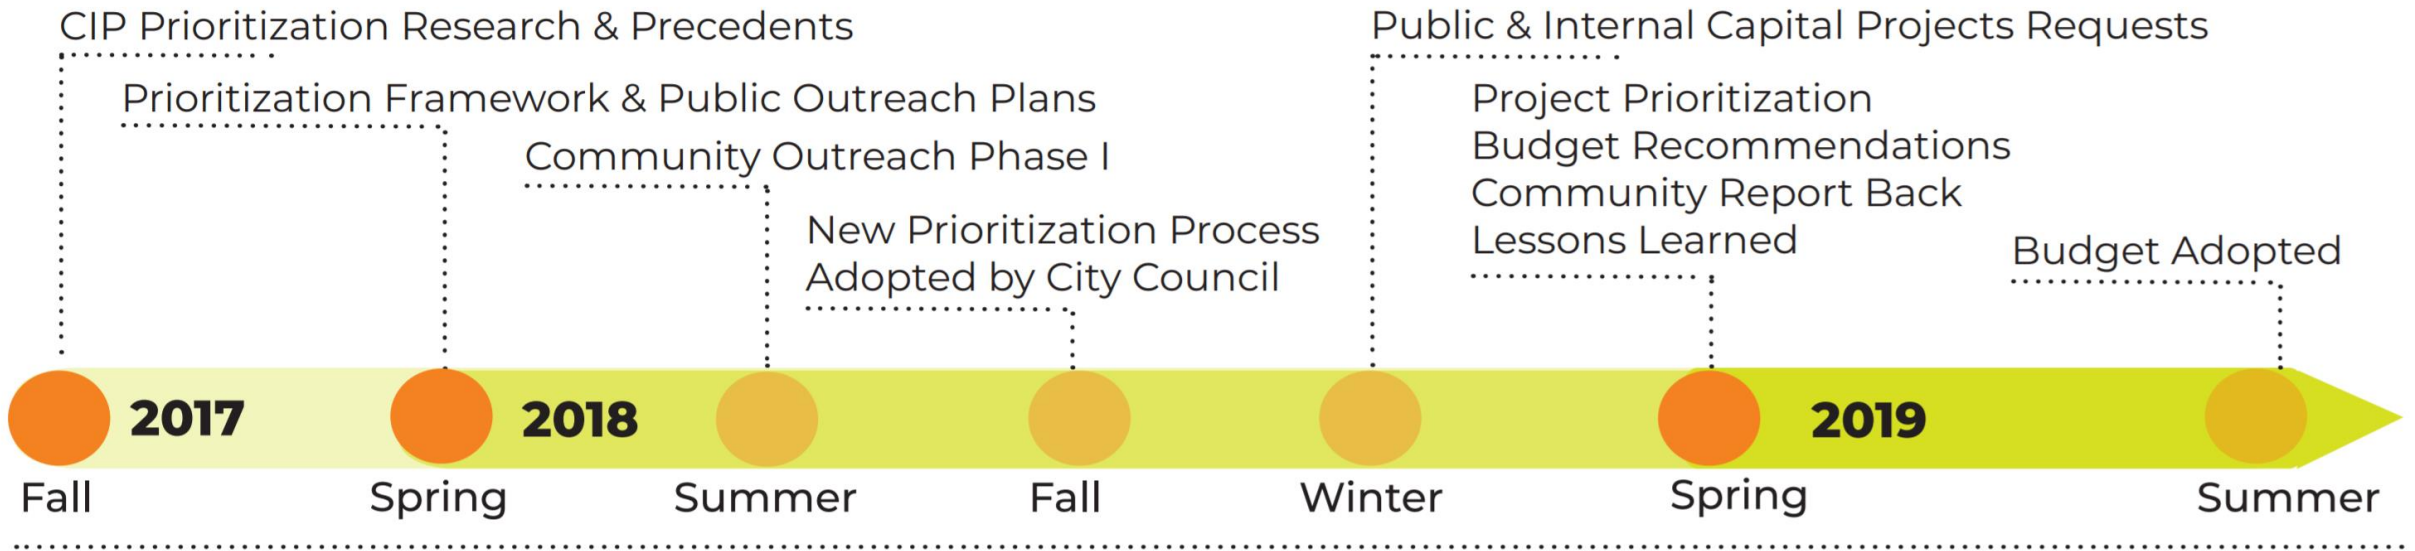 CIP Prioritization Research & Precedents
Prioritization Framework & Public Outreach Plans
Community Outreach Phase I
New Prioritization Process
Adopted by City Council
Public & Internal Capital Projects Requests
Project Prioritization
Budget Recommendations
Community Report Back
Lessons Learned
Budget Adopted
2017
2018
2019
Fall
Spring
Summer
Fall
Winter
Spring
Summer